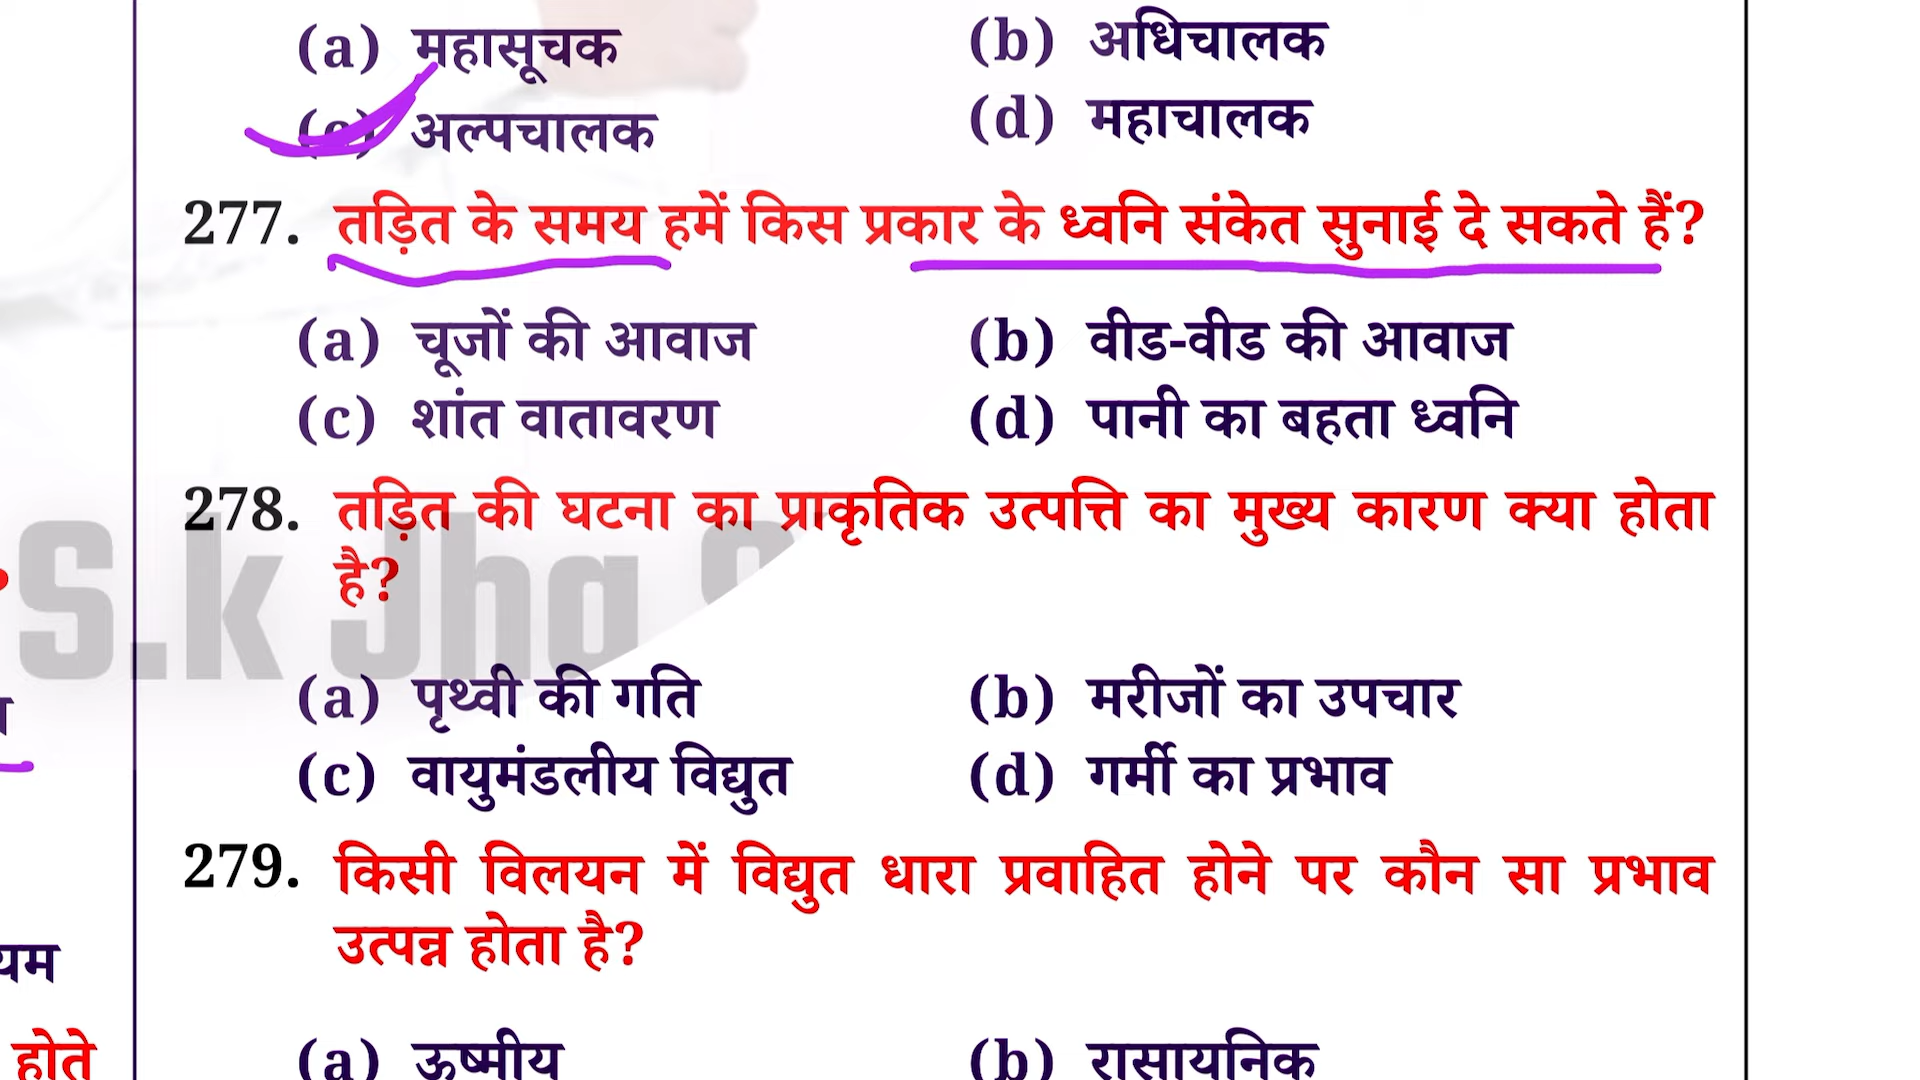 (a) महासूचक (b) अधिचालक
(c) अल्पचालक (d) महाचालक
277. तड़ित के समय हमें किस प्रकार के ध्वनि संकेत सुनाई दे सकते हैं?
(a) चूजों की आवाज (b) वीड-वीड की आवाज
(c) शांत वातावरण (d) पानी का बहता ध्वनि
278. तड़ित की घटना का प्राकृतिक उत्पत्ति का मुख्य कारण क्या होता
है?
S.k Jha
(a) पृथ्वी की गति (b) मरीजों का उपचार
(c) वायुमंडलीय विद्युत (d) गर्मी का प्रभाव
279. किसी विलयन में विद्युत धारा प्रवाहित होने पर कौन सा प्रभाव
उत्पन्न होता है?
यम
होते
(a) ऊष्मीय (b) रासायनिक